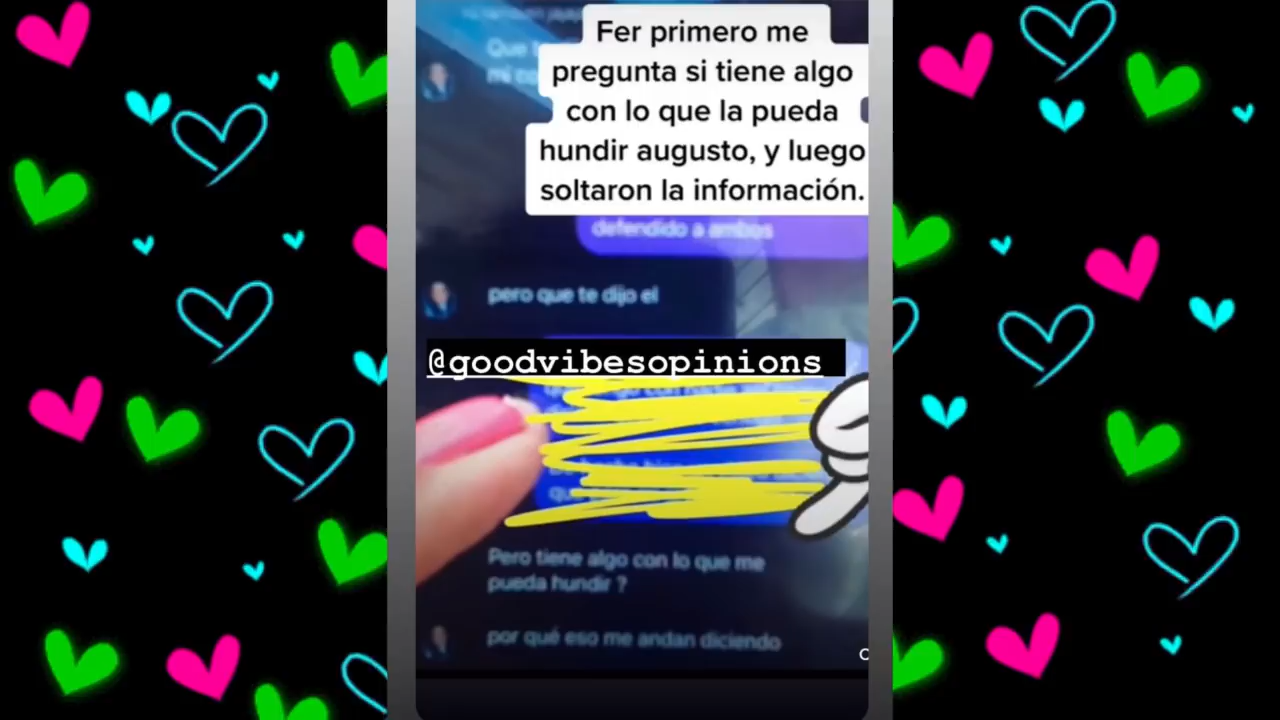 Fer primero me
pregunta si tiene algo
con lo que la pueda
hundir augusto, y luego
soltaron la información.
Que
mi
defendido a ambos
pero que te dijo el
@goodvibesopinions
Pero tiene algo con lo que me
pueda hundir ?
por qué eso me andan diciendo